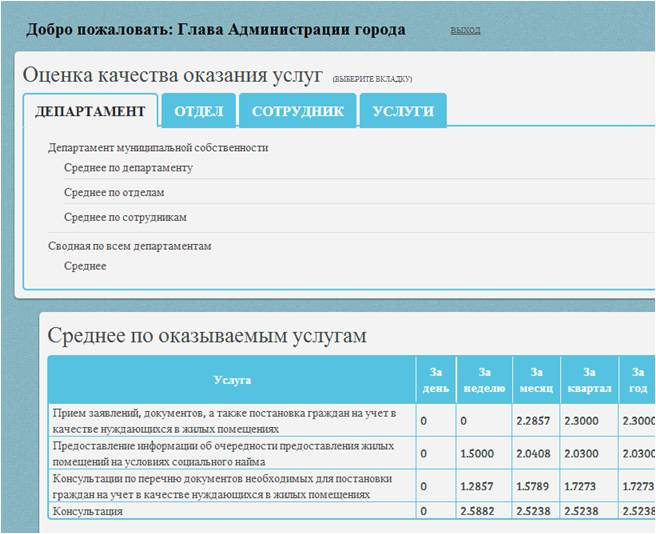 Добро пожаловать: Глава Администрации города ВЫХОД
Оценка качества оказания услуг (ВЫБЕРИТЕ ВКЛАДКУ)
ДЕПАРТАМЕНТ ОТДЕЛ СОТРУДНИК УСЛУГИ
Департамент муниципальной собственности
Среднее по департаменту
Среднее по отделам
Среднее по сотрудникам
Сводная по всем департаментам
Среднее
Среднее по оказываемым услугам
Услуга За день За неделю За месяц За квартал За год
Прием заявлений, документов, а также постановка граждан на учет в
качестве нуждающихся в жилых помещениях 0 0 2.2857 2.3000 2.3000
Предоставление информации об очередности предоставления жилых
помещений на условиях социального найма 0 1.5000 2.0408 2.0300 2.0300
Консультации по перечню документов необходимых для постановки
граждан на учет в качестве нуждающихся в жилых помещениях 0 1.2857 1.5789 1.7273 1.7273
Консультация 0 2.5882 2.5238 2.5238 2.5238